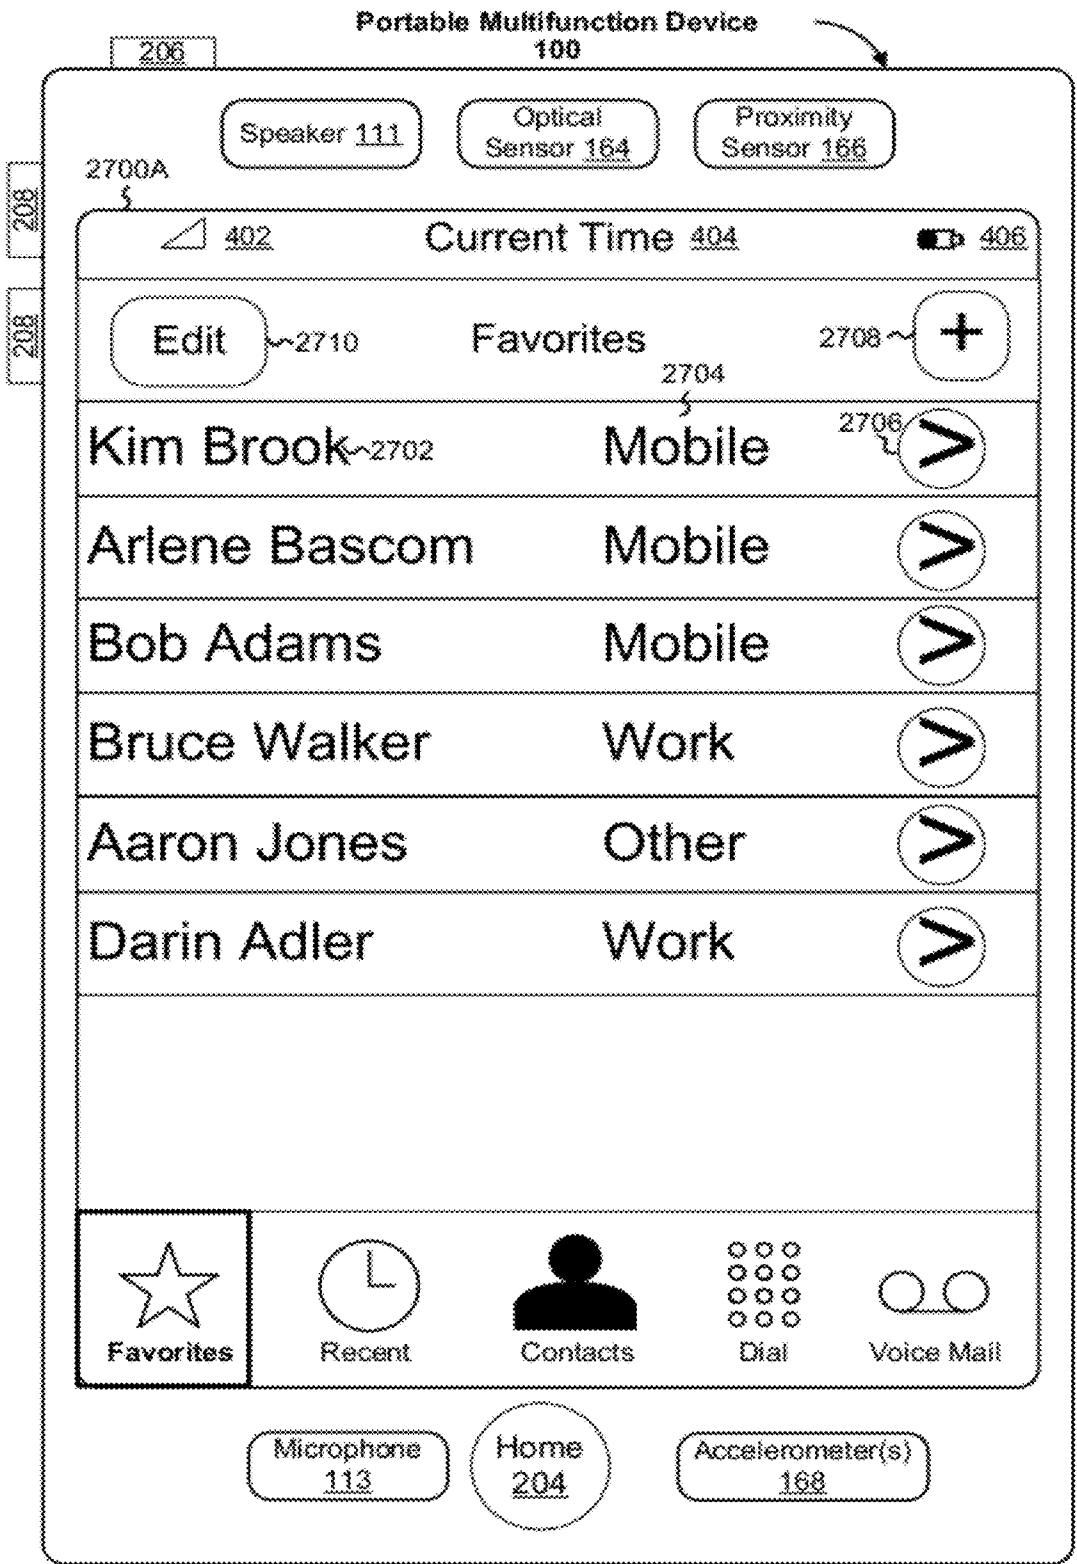 Portable Multifunction Device
100
206
Speaker 111
Optical
Sensor 164
Proximity
Sensor 166
2700A
208
208
402
Current Time 404
406
Edit
2710
Favorites
2708
+
2704
2706
Kim Brook
2702
Mobile
>
Arlene Bascom
Mobile
>
Bob Adams
Mobile
>
Bruce Walker
Work
>
Aaron Jones
Other
>
Darin Adler
Work
>
Favorites
Recent
Contacts
Dial
Voice Mail
Microphone
113
Home
204
Accelerometer(s)
168